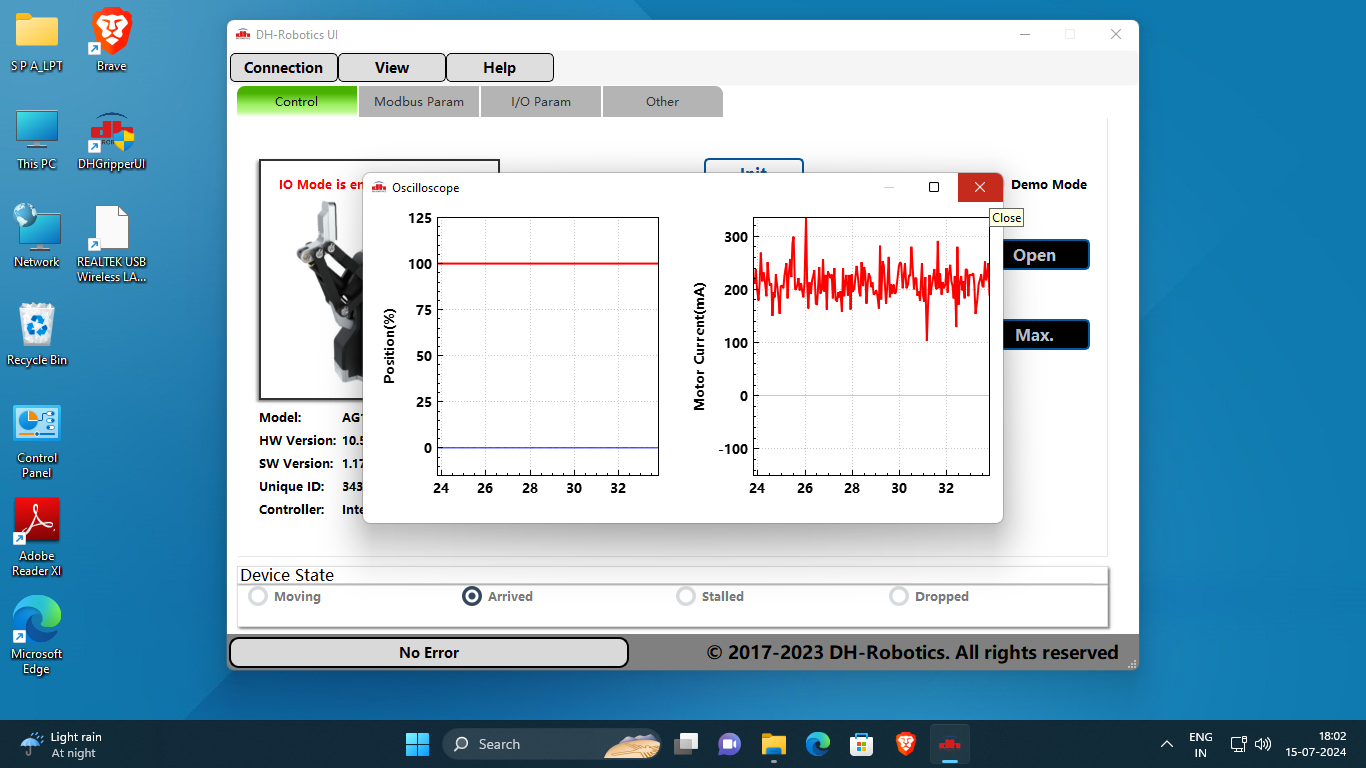 S P A_LPT
Brave
This PC
DHGripperUI
Network
REALTEK USB
Wireless LA...
Recycle Bin
Control
Panel
Adobe
Reader XI
Microsoft
Edge
DH-Robotics UI
Connection
View
Help
Control
Modbus Param
I/O Param
Other
IO Mode is
Init
Demo Mode
Open
Max.
Model:
HW Version: 10.5
SW Version: 1.17
Unique ID: 343
Controller:
Oscilloscope
Close
Position(%)
125
100
75
50
25
0
24 26 28 30 32
Motor Current(mA)
300
200
100
0
-100
24 26 28 30 32
Device State
Moving
Arrived
Stalled
Dropped
No Error
© 2017-2023 DH-Robotics. All rights reserved
Light rain
At night
Search
ENG
IN
18:02
15-07-2024